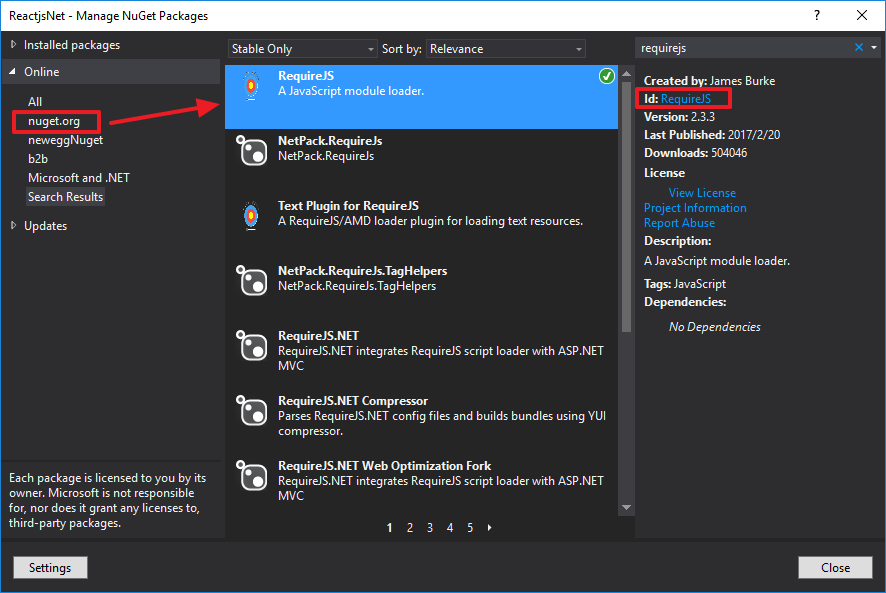 ReactjsNet - Manage NuGet Packages
?
Installed packages
Online
All
nuget.org
neweggNuget
b2b
Microsoft and .NET
Search Results
Updates
Each package is licensed to you by its
owner. Microsoft is not responsible
for, nor does it grant any licenses to,
third-party packages.
Stable Only
Sort by: Relevance
RequireJS
A JavaScript module loader.
NetPack.RequireJs
NetPack.RequireJs
Text Plugin for RequireJS
A RequireJS/AMD loader plugin for loading text resources.
NetPack.RequireJs.TagHelpers
NetPack.RequireJs.TagHelpers
RequireJS.NET
RequireJS.NET integrates RequireJS script loader with ASP.NET
MVC
RequireJS.NET Compressor
Parses RequireJS.NET config files and builds bundles using YUI
compressor.
RequireJS.NET Web Optimization Fork
RequireJS.NET integrates RequireJS script loader with ASP.NET
MVC
1 2 3 4 5
requirejs
Created by: James Burke
Id: RequireJS
Version: 2.3.3
Last Published: 2017/2/20
Downloads: 504046
License
View License
Project Information
Report Abuse
Description:
A JavaScript module loader.
Tags: JavaScript
Dependencies:
No Dependencies
Settings
Close